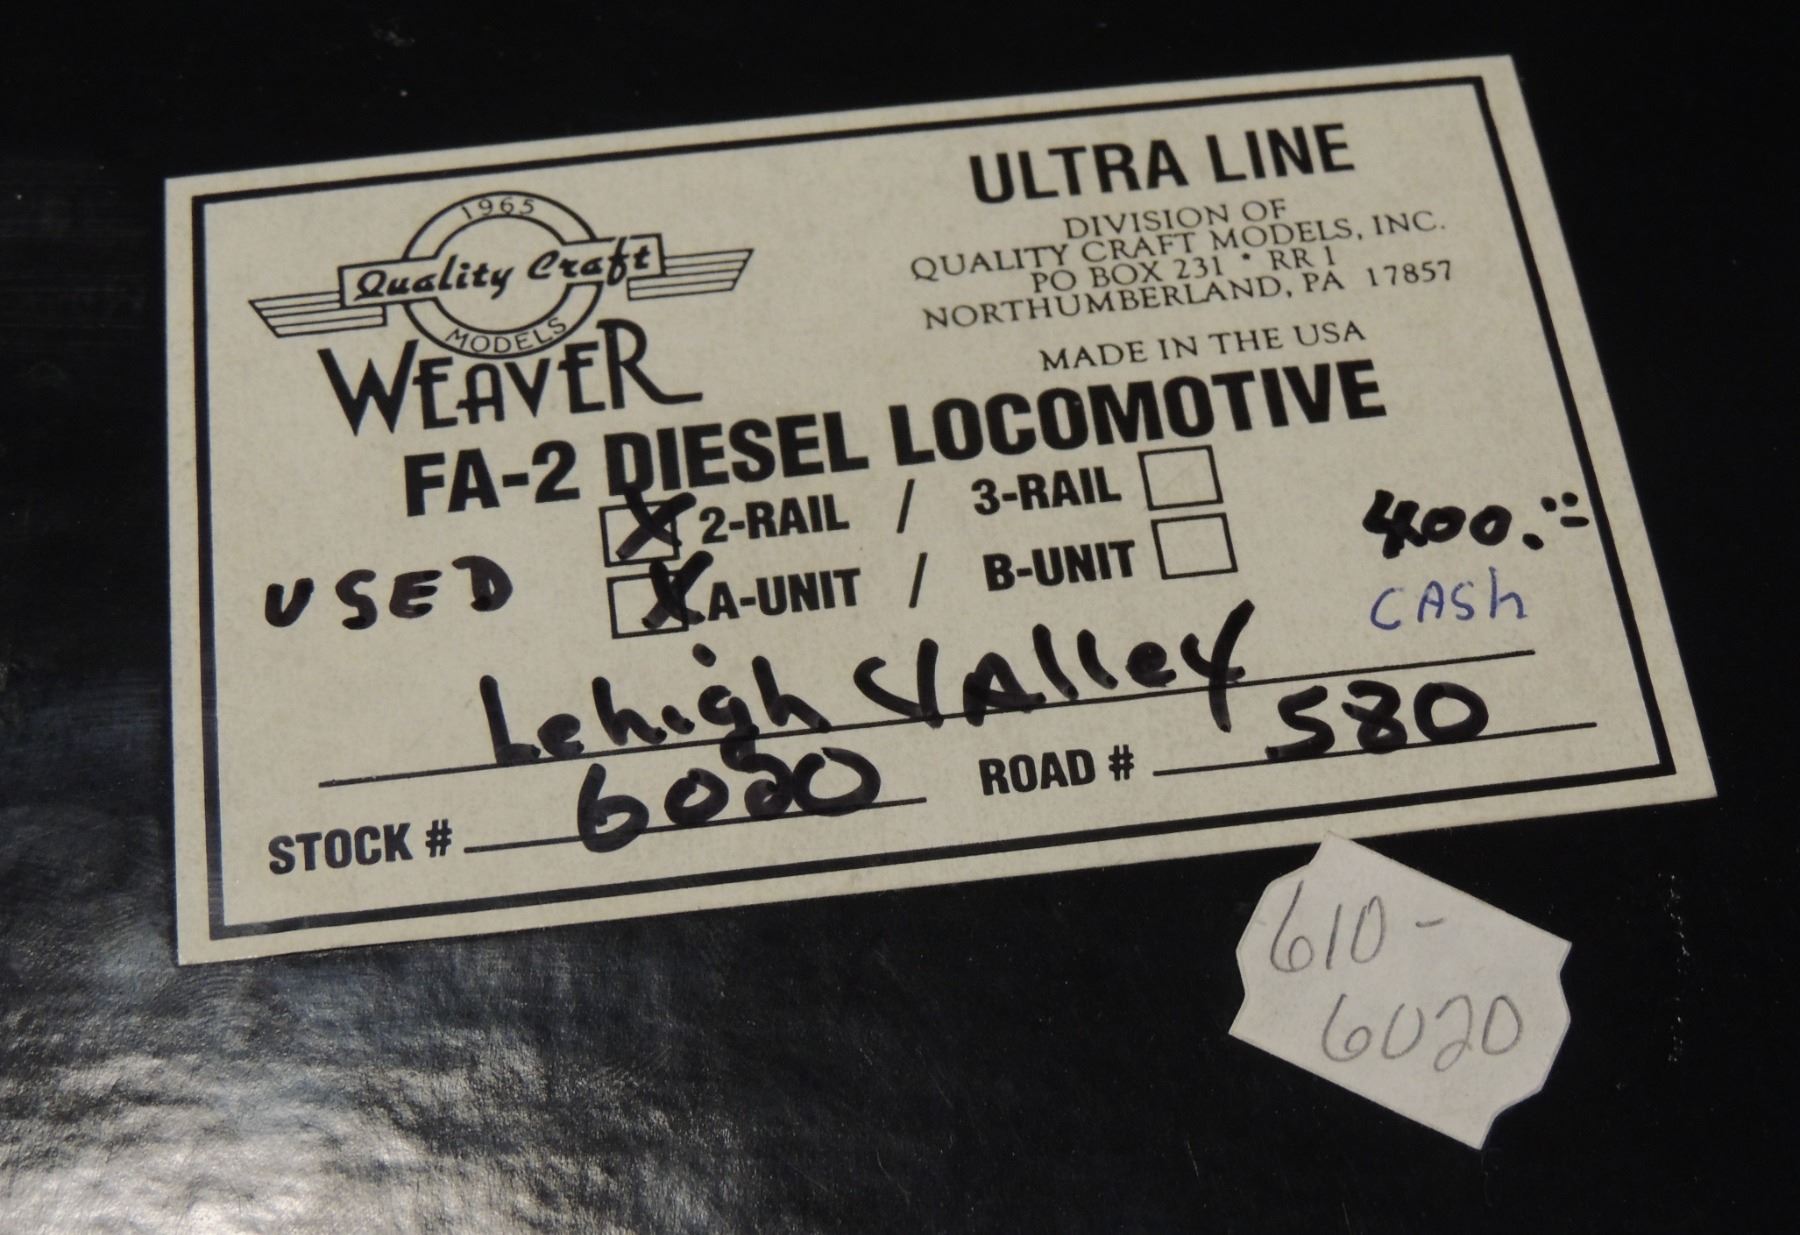 1965
Quality Craft
MODELS
WEAVER
ULTRA LINE
DIVISION OF
QUALITY CRAFT MODELS, INC.
PO BOX 231 • RR 1
NORTHUMBERLAND, PA 17857
MADE IN THE USA
FA-2 DIESEL LOCOMOTIVE
X 2-RAIL / 3-RAIL
USED X A-UNIT / B-UNIT
400.-
CASh
Lehigh VAlley
STOCK # 6020 ROAD # 580
610-
6020